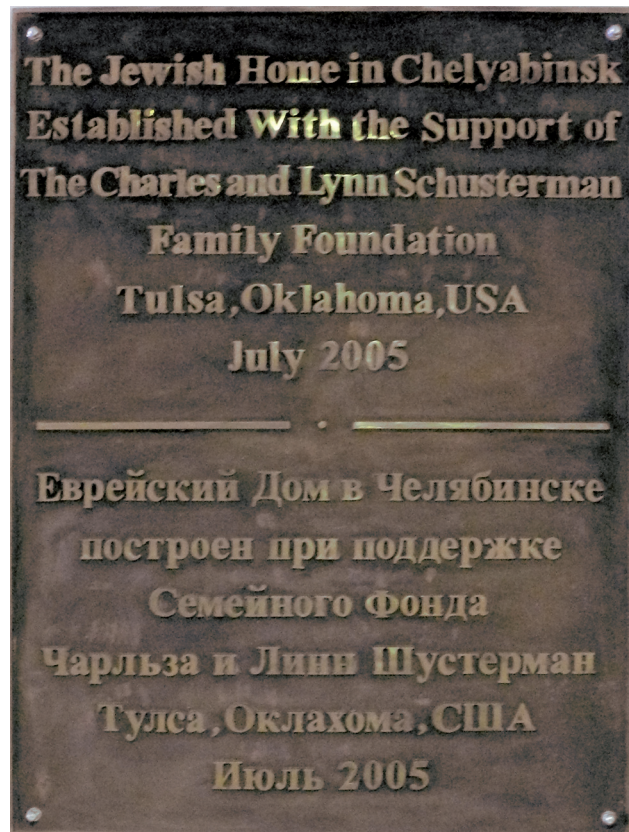 The Jewish Home in Chelyabinsk
Established With the Support of
The Charles and Lynn Schusterman
Family Foundation
Tulsa, Oklahoma, USA
July 2005
Еврейский Дом в Челябинске
построен при поддержке
Семейного Фонда
Чарльза и Линн Шустерман
Тулса, Оклахома, США
Июль 2005